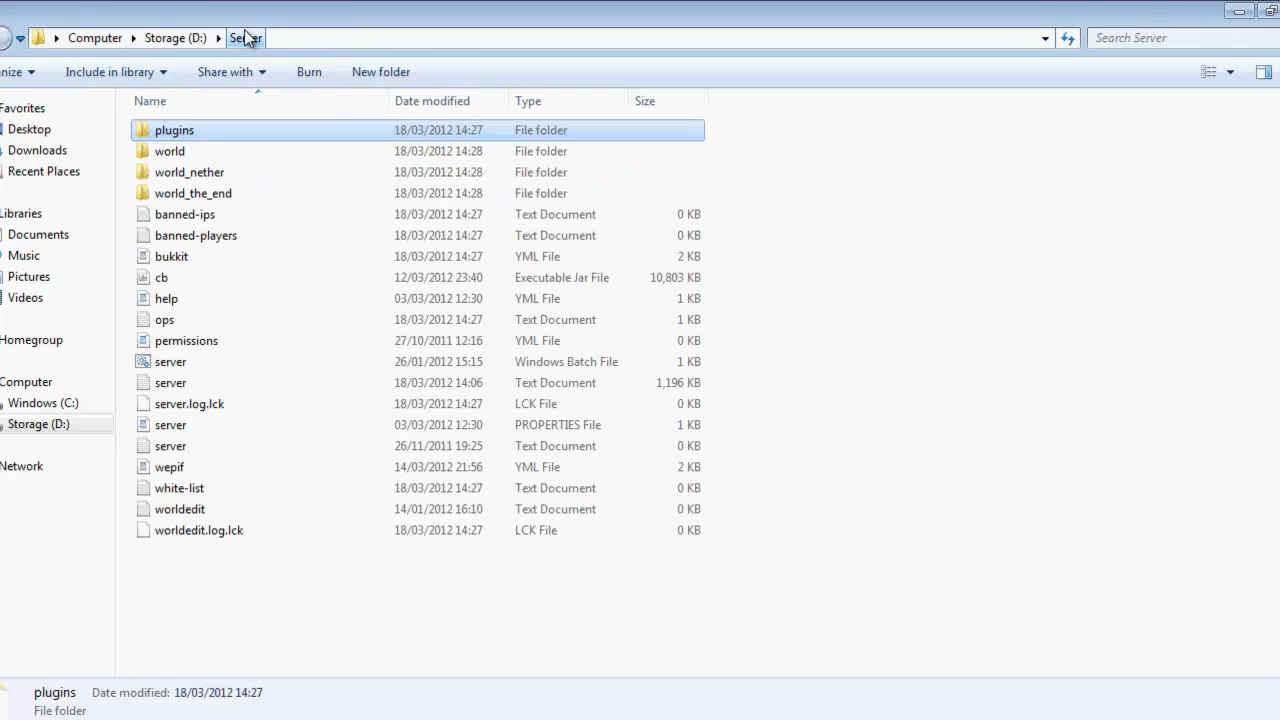 Computer Storage (D:) Server Search Server
nize Include in library Share with Burn New folder
Name Date modified Type Size
Favorites
Desktop
Downloads
Recent Places
Libraries
Documents
Music
Pictures
Videos
Homegroup
Computer
Windows (C:)
Storage (D:)
Network
plugins 18/03/2012 14:27 File folder
world 18/03/2012 14:28 File folder
world_nether 18/03/2012 14:28 File folder
world_the_end 18/03/2012 14:28 File folder
banned-ips 18/03/2012 14:27 Text Document 0 KB
banned-players 18/03/2012 14:27 Text Document 0 KB
bukkit 18/03/2012 14:27 YML File 2 KB
cb 12/03/2012 23:40 Executable Jar File 10,803 KB
help 03/03/2012 12:30 YML File 1 KB
ops 18/03/2012 14:27 Text Document 1 KB
permissions 27/10/2011 12:16 YML File 0 KB
server 26/01/2012 15:15 Windows Batch File 1 KB
server 18/03/2012 14:06 Text Document 1,196 KB
server.log.lck 18/03/2012 14:27 LCK File 0 KB
server 03/03/2012 12:30 PROPERTIES File 1 KB
server 26/11/2011 19:25 Text Document 0 KB
wepif 14/03/2012 21:56 YML File 2 KB
white-list 18/03/2012 14:27 Text Document 0 KB
worldedit 14/01/2012 16:10 Text Document 0 KB
worldedit.log.lck 18/03/2012 14:27 LCK File 0 KB
plugins Date modified: 18/03/2012 14:27
File folder